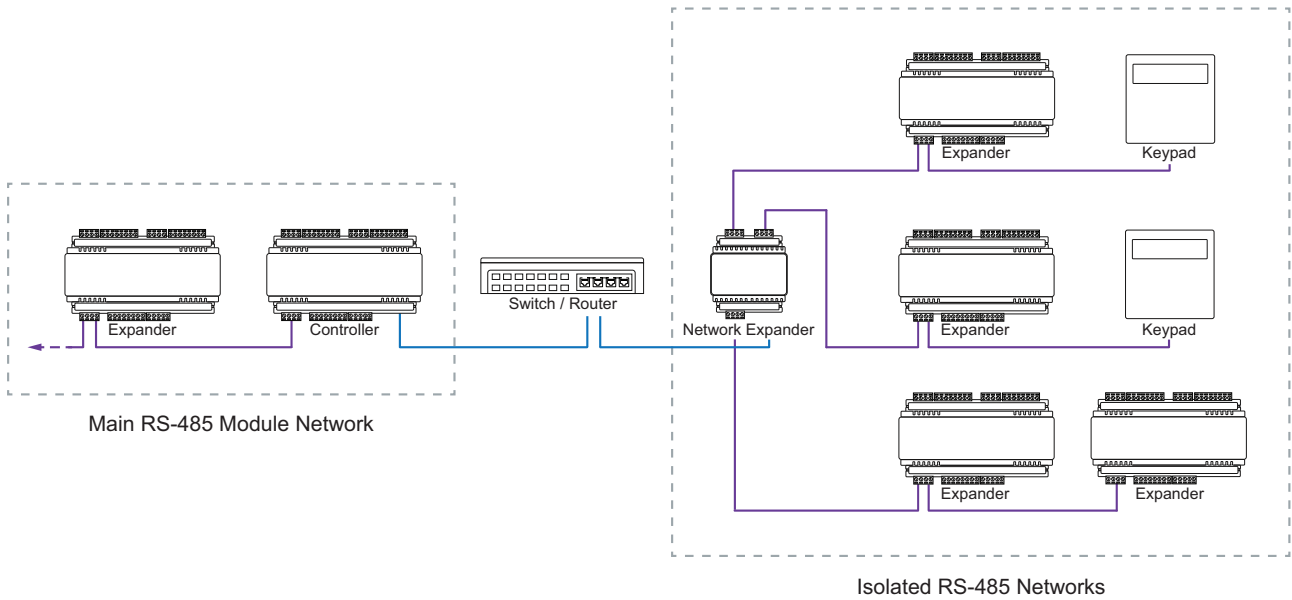 Expander
Keypad
Expander
Controller
Switch / Router
Network Expander
Expander
Keypad
Main RS-485 Module Network
Expander
Expander
Isolated RS-485 Networks